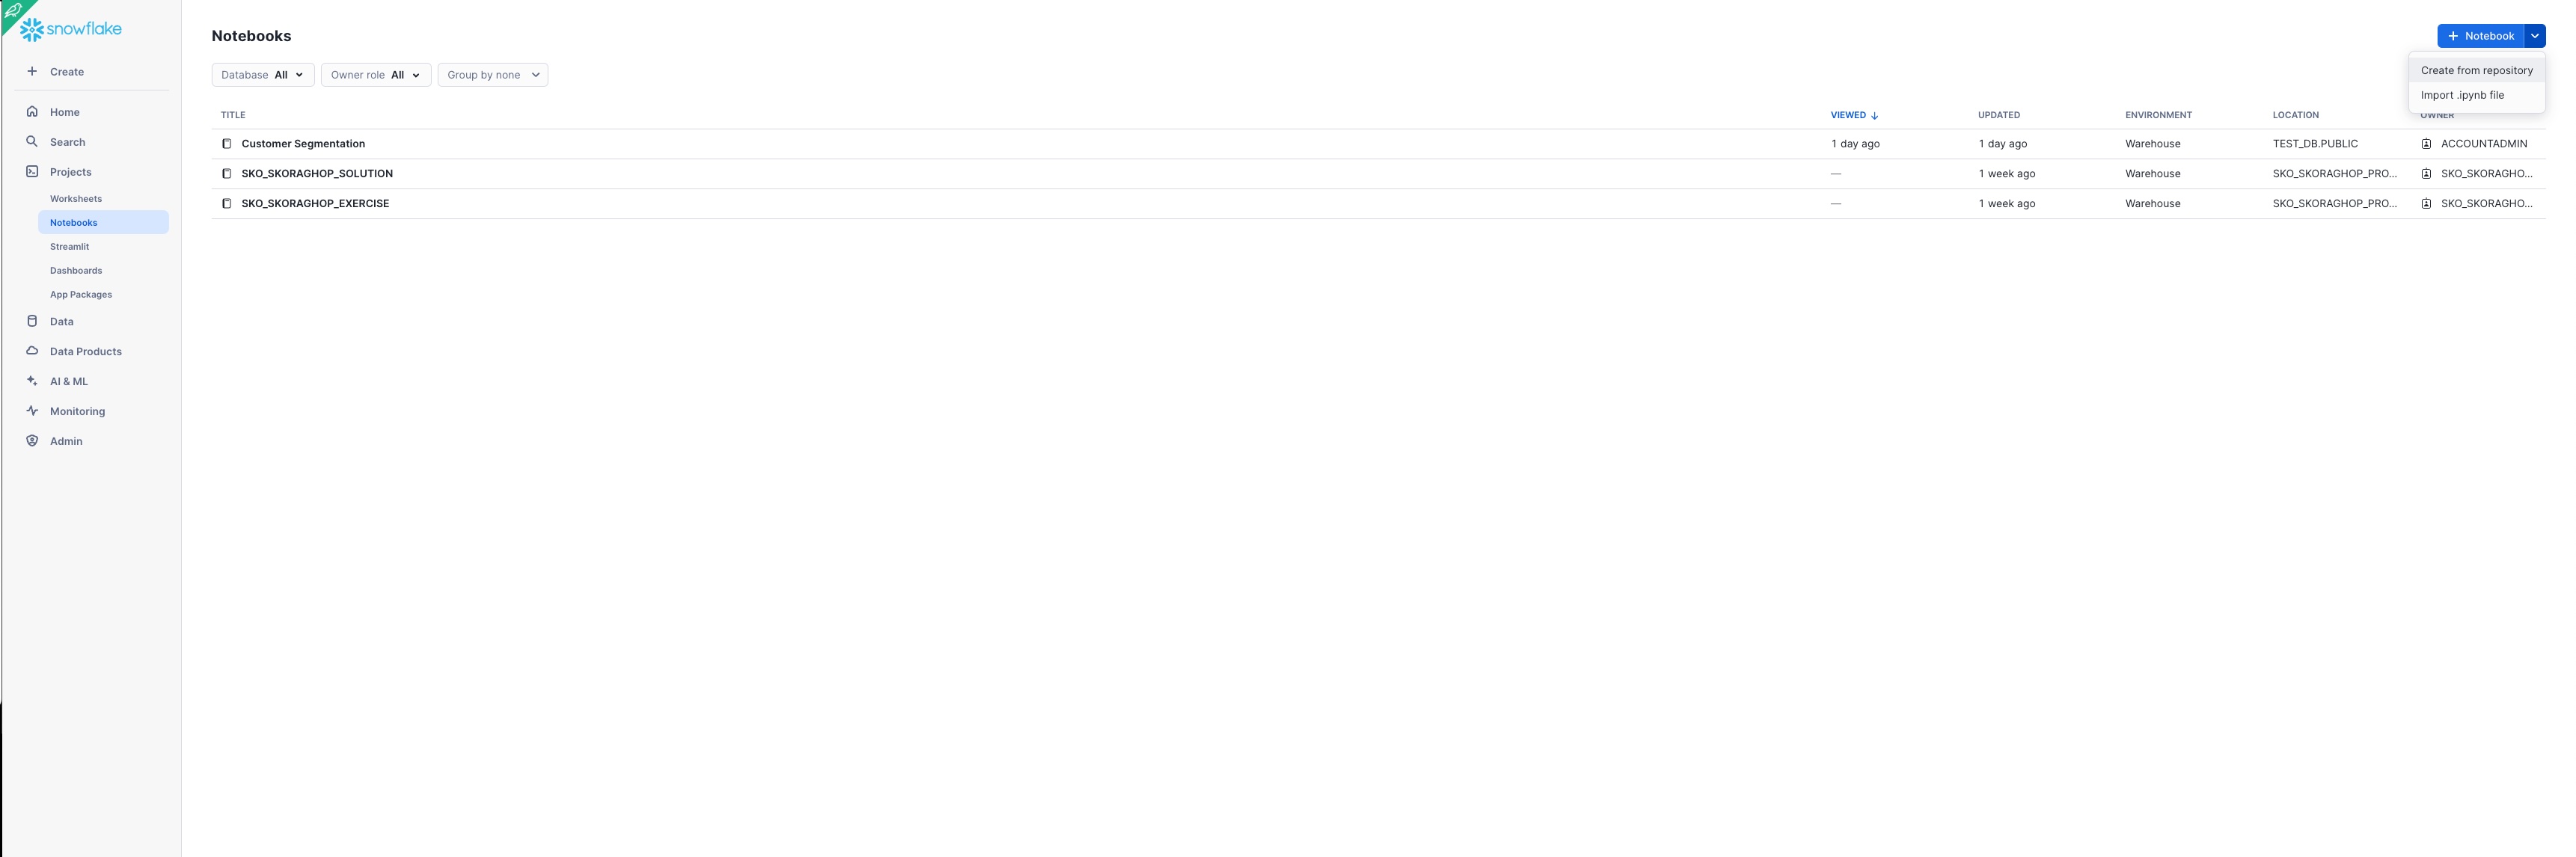 snowflake
Create
Home
Search
Projects
Worksheets
Notebooks
Streamlit
Dashboards
App Packages
Data
Data Products
AI & ML
Monitoring
Admin
Notebooks
Notebook
Create from repository
Import .ipynb file
Database All
Owner role All
Group by none
TITLE VIEWED UPDATED ENVIRONMENT LOCATION OWNER
Customer Segmentation 1 day ago 1 day ago Warehouse TEST_DB.PUBLIC ACCOUNTADMIN
SKO_SKORAGHOP_SOLUTION — 1 week ago Warehouse SKO_SKORAGHOP_PRO... SKO_SKORAGHO...
SKO_SKORAGHOP_EXERCISE — 1 week ago Warehouse SKO_SKORAGHOP_PRO... SKO_SKORAGHO...